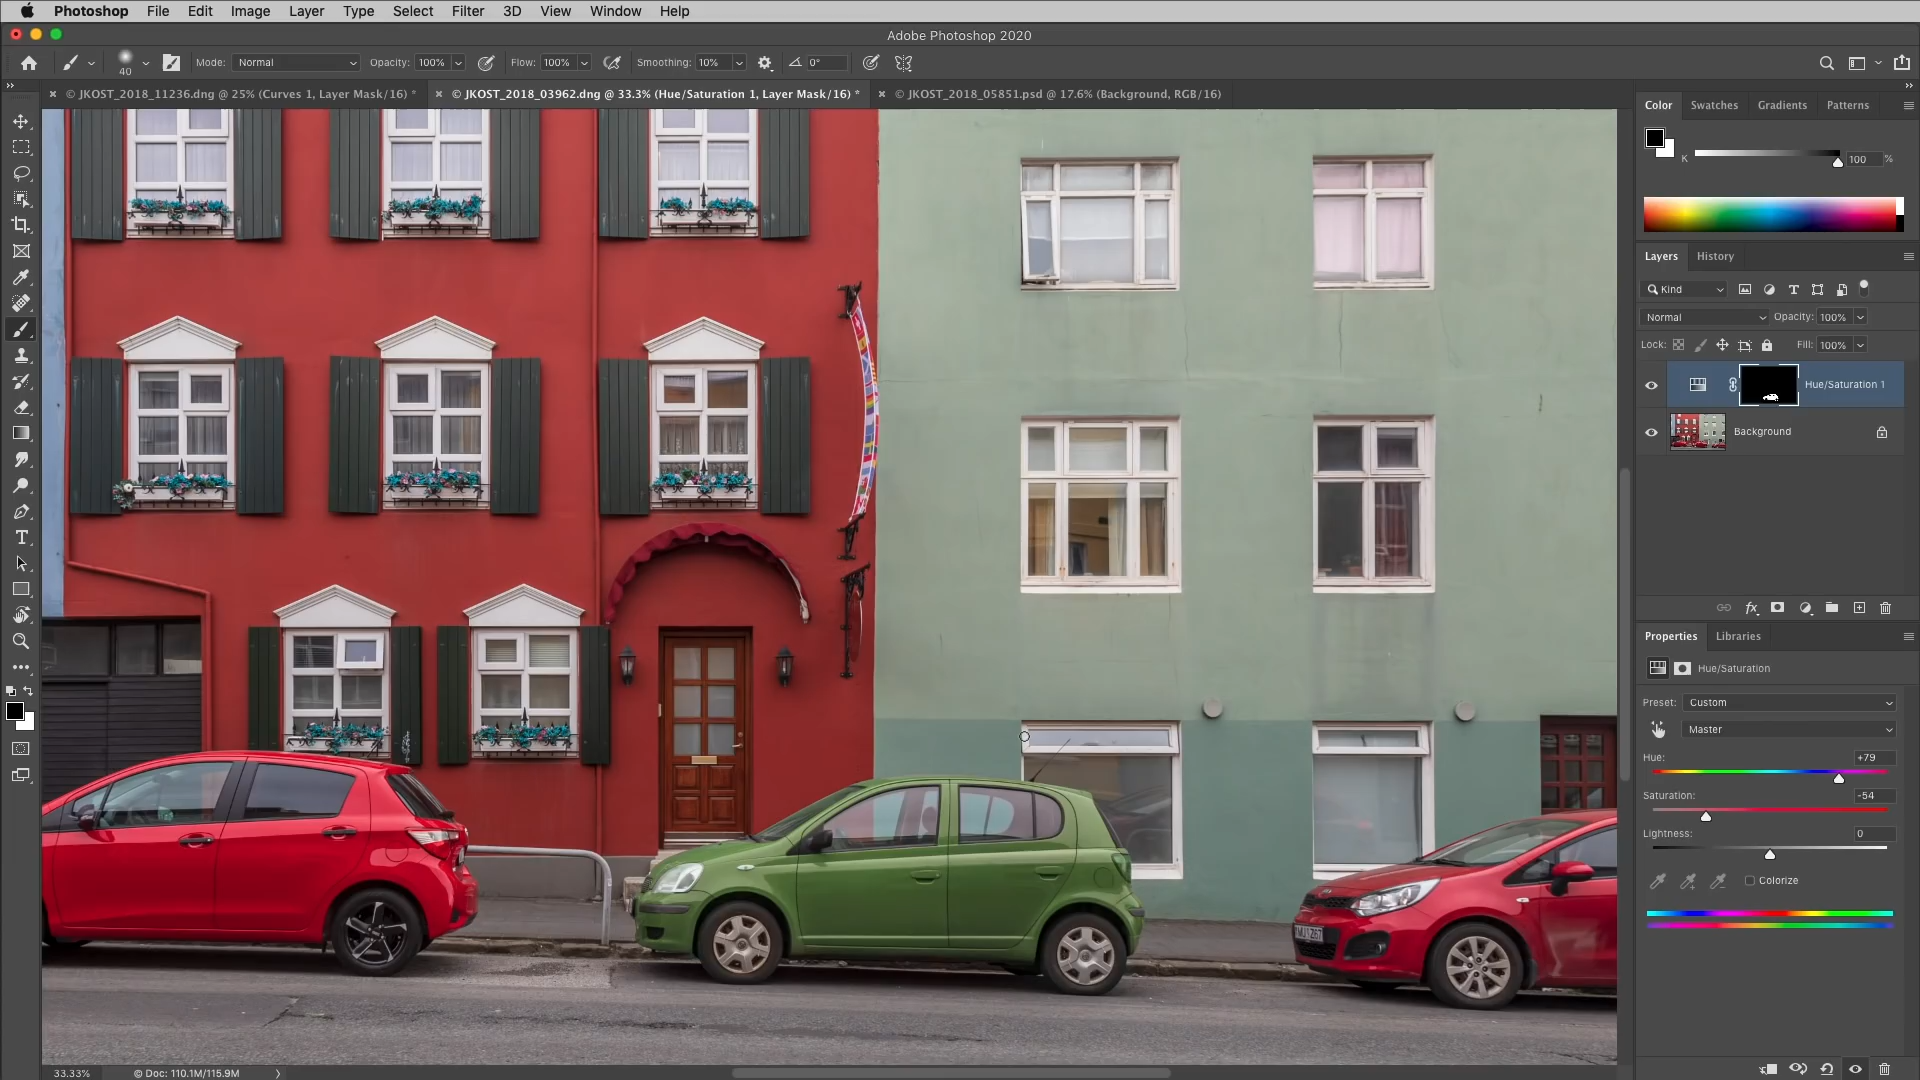 Photoshop File Edit Image Layer Type Select Filter 3D View Window Help
Adobe Photoshop 2020
40 Mode: Normal Opacity: 100% Flow: 100% Smoothing: 10% 0°
© JKOST_2018_11236.dng @ 25% (Curves 1, Layer Mask/16) * © JKOST_2018_03962.dng @ 33.3% (Hue/Saturation 1, Layer Mask/16) * © JKOST_2018_05851.psd @ 17.6% (Background, RGB/16)
Color Swatches Gradients Patterns
K 100 %
Layers History
Kind
Normal Opacity: 100%
Lock: Fill: 100%
Hue/Saturation 1
Background
Properties Libraries
Hue/Saturation
Preset: Custom
Master
Hue: +79
Saturation: -54
Lightness: 0
Colorize
33.33% © Doc: 110.1M/115.9M